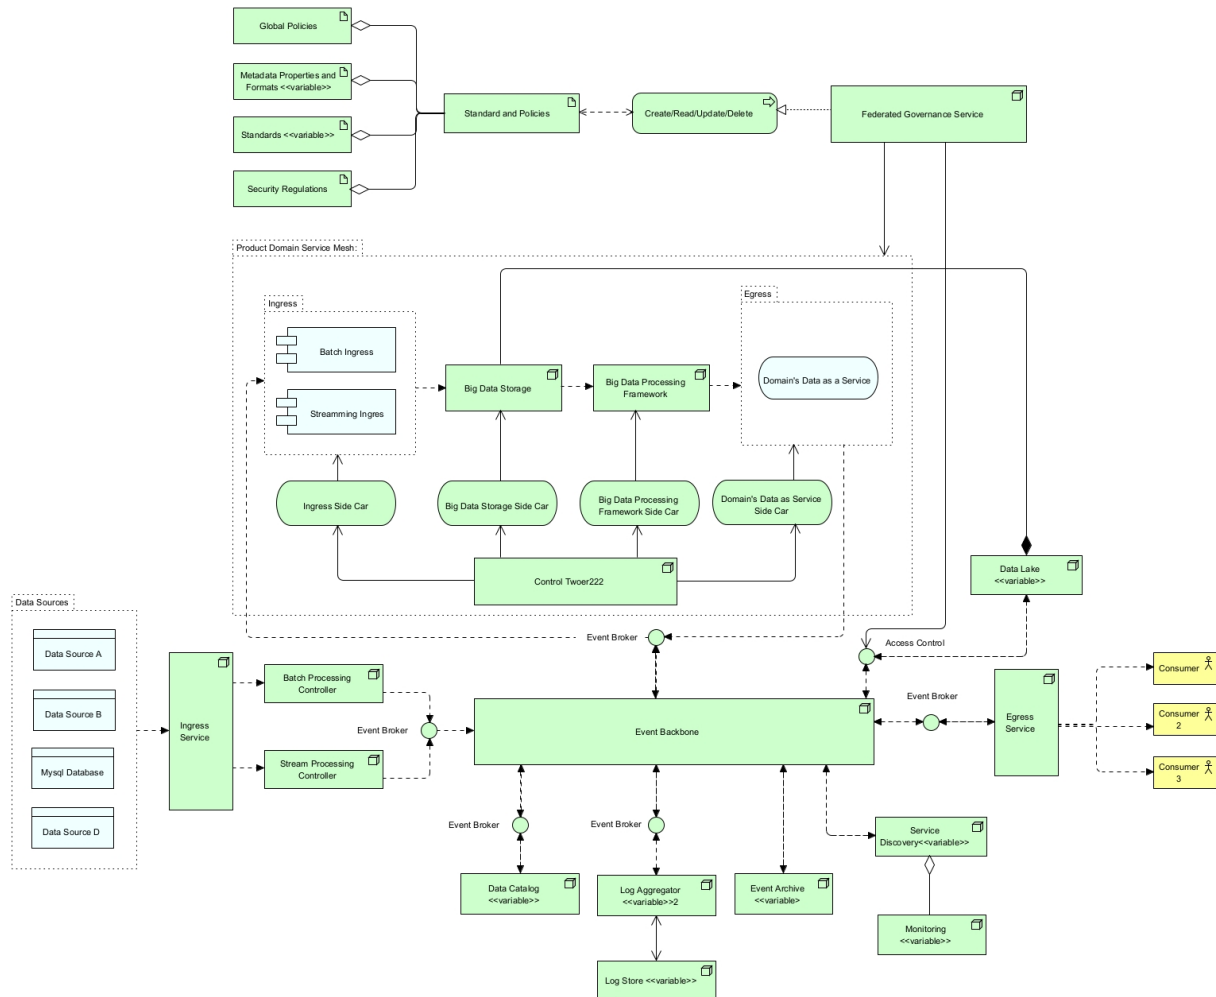 Global Policies
Metadata Properties and
Formats <<variable>>
Standards <<variable>>
Security Regulations
Standard and Policies
Create/Read/Update/Delete
Federated Governance Service
Product Domain Service Mesh:
Ingress
Batch Ingress
Streamming Ingres
Big Data Storage
Big Data Processing
Framework
Egress
Domain's Data as a Service
Ingress Side Car
Big Data Storage Side Car
Big Data Processing
Framework Side Car
Domain's Data as Service
Side Car
Control Twoer222
Data Lake
<<variable>>
Data Sources
Data Source A
Data Source B
Mysql Database
Data Source D
Ingress
Service
Batch Processing
Controller
Stream Processing
Controller
Event Broker
Event Broker
Access Control
Event Backbone
Event Broker
Egress
Service
Consumer
Consumer
2
Consumer
3
Event Broker
Event Broker
Data Catalog
<<variable>>
Log Aggregator
<<variable>>2
Event Archive
<<variable>
Service
Discovery<<variable>>
Monitoring
<<variable>>
Log Store <<variable>>